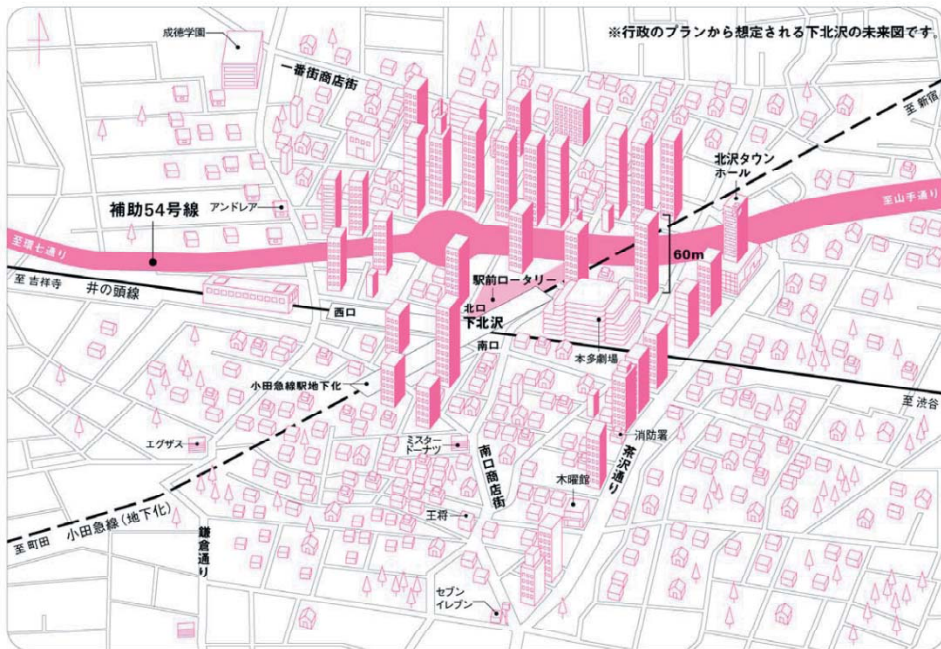 成徳学園
※行政のプランから想定される下北沢の未来図です。
一番街商店街
至新宿
北沢タウン
ホール
補助54号線
アンドレア
至山手通り
至環七通り
60m
駅前ロータリー
至吉祥寺
井の頭線
西口
北口
下北沢
南口
本多劇場
小田急線駅地下化
至渋谷
エグザス
ミスター
ドーナツ
消防署
南口商店街
木曜館
茶沢通り
王将
至町田
小田急線(地下化)
鎌倉通り
セブン
イレブン